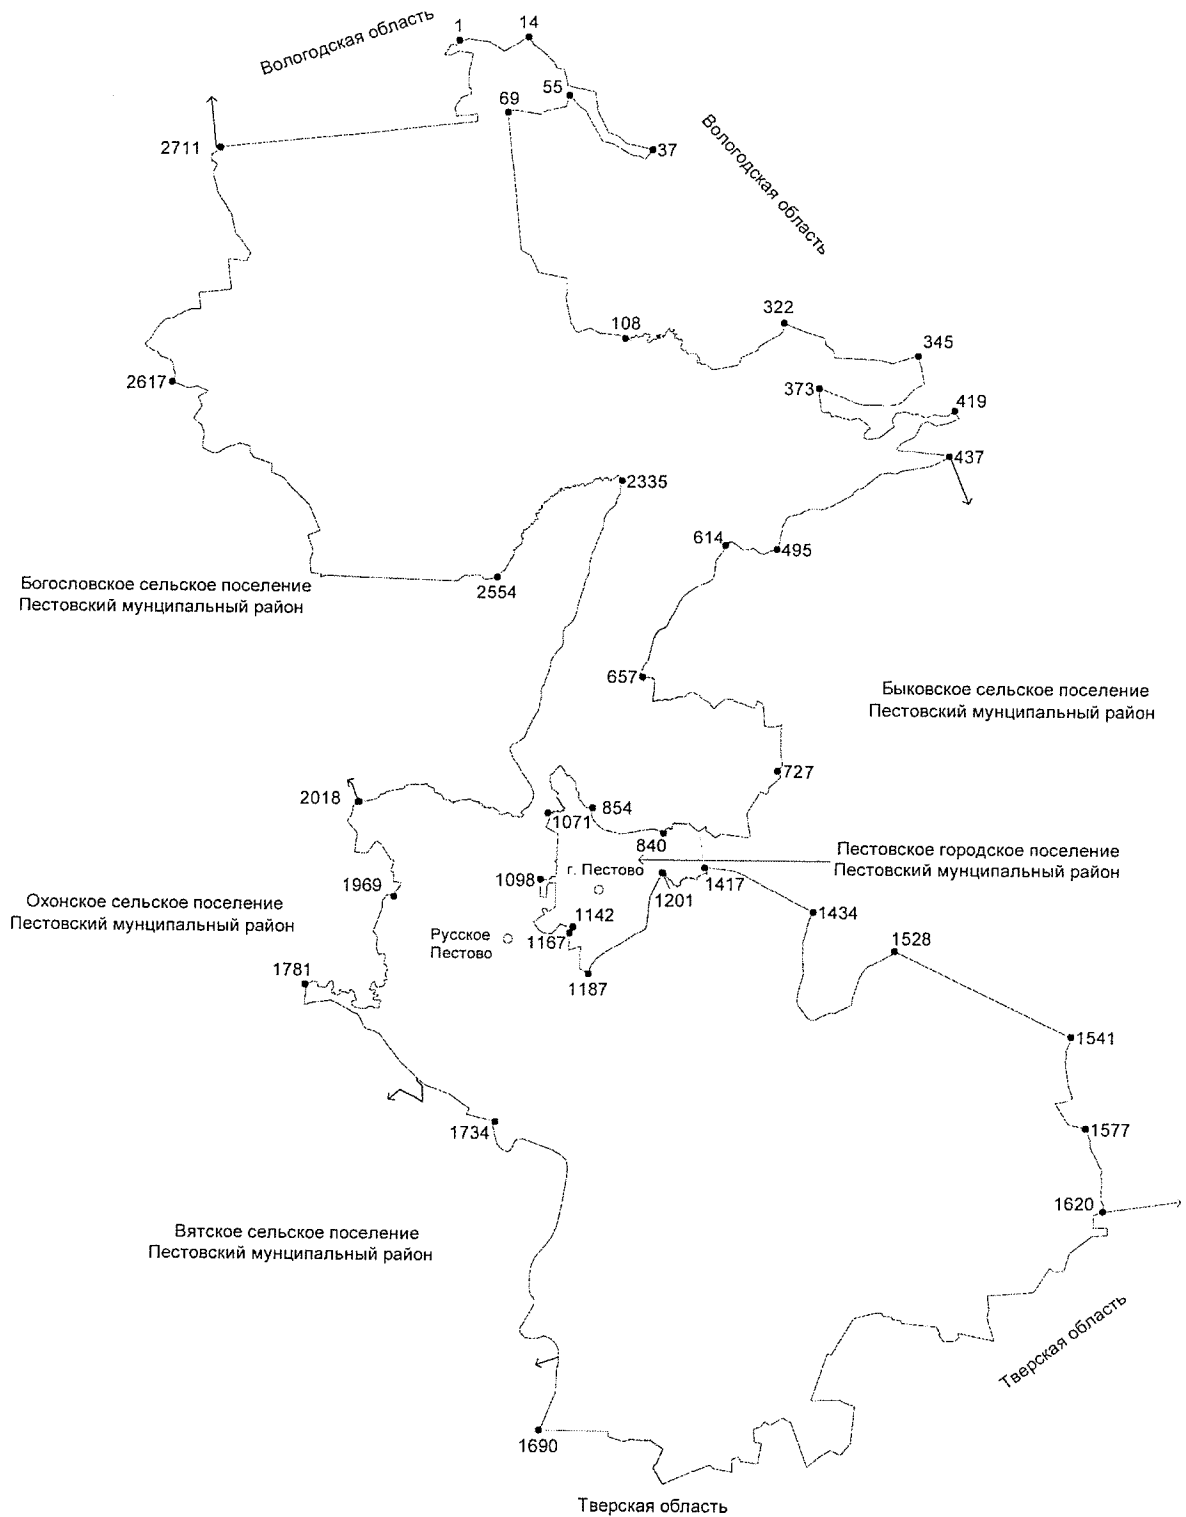 Вологодская область
1
14
55
69
37
2711
Вологодская область
322
108
345
373
419
2617
437
2335
614
495
2554
Богословское сельское поселение
Пестовский мунципальный район
657
Быковское сельское поселение
Пестовский мунципальный район
727
2018
854
1071
840
Пестовское городское поселение
Пестовский мунципальный район
г. Пестово
1098
1417
1201
1969
Охонское сельское поселение
Пестовский мунципальный район
1434
1142
Русское
Пестово
1167
1528
1781
1187
1541
1734
1577
1620
Вятское сельское поселение
Пестовский мунципальный район
Тверская область
1690
Тверская область